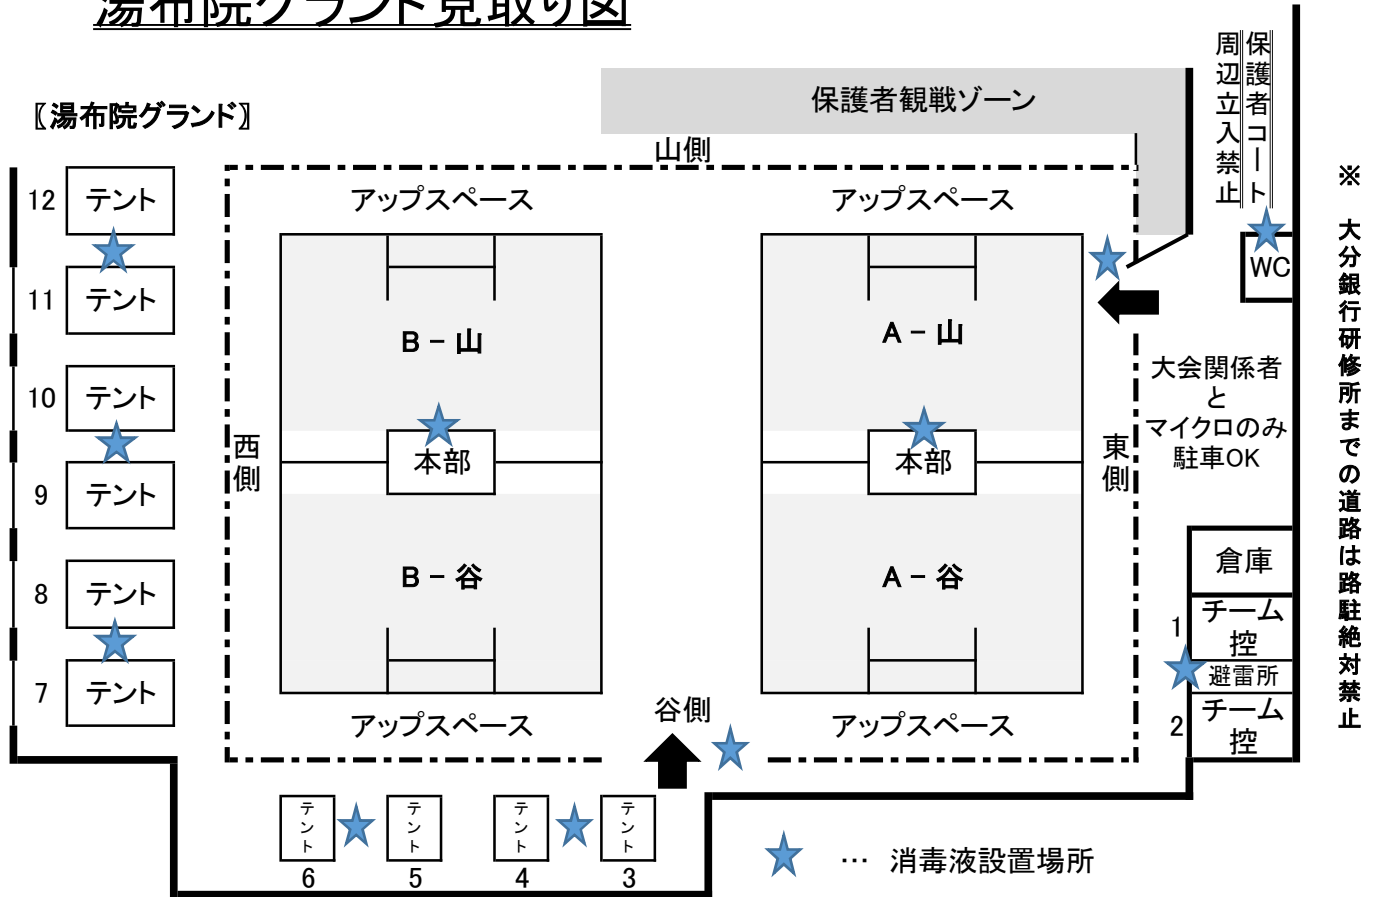 湯布院グランド見取り図
〖湯布院グランド〗
保護者観戦ゾーン
保護者コート
周辺立入禁止
山側
アップスペース
アップスペース
12
テント
11
テント
10
テント
9
テント
8
テント
7
テント
WC
B－山
A－山
西側
本部
本部
東側
大会関係者
と
マイクロのみ
駐車OK
B－谷
A－谷
倉庫
1
チーム
控
避雷所
2
チーム
控
アップスペース
谷側
アップスペース
テント
テント
テント
テント
6
5
4
3
… 消毒液設置場所
※ 大分銀行研修所までの道路は路駐絶対禁止